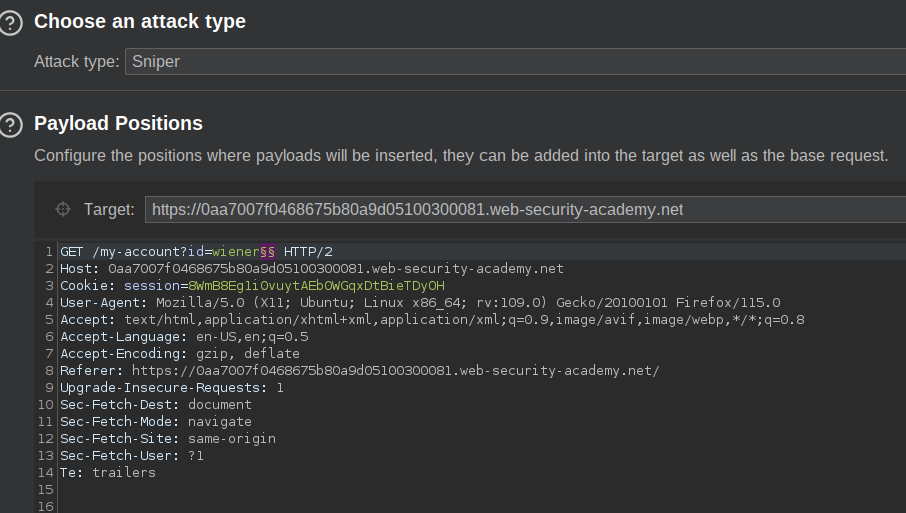 Choose an attack type
Attack type: Sniper
Payload Positions
Configure the positions where payloads will be inserted, they can be added into the target as well as the base request.
Target: https://0aa7007f0468675b80a9d05100300081.web-security-academy.net
1 GET /my-account?id=wiener§§ HTTP/2
2 Host: 0aa7007f0468675b80a9d05100300081.web-security-academy.net
3 Cookie: session=8WmB8Eg1iOvuytAEbOWGqxDtBieTDyOH
4 User-Agent: Mozilla/5.0 (X11; Ubuntu; Linux x86_64; rv:109.0) Gecko/20100101 Firefox/115.0
5 Accept: text/html,application/xhtml+xml,application/xml;q=0.9,image/avif,image/webp,*/*;q=0.8
6 Accept-Language: en-US,en;q=0.5
7 Accept-Encoding: gzip, deflate
8 Referer: https://0aa7007f0468675b80a9d05100300081.web-security-academy.net/
9 Upgrade-Insecure-Requests: 1
10 Sec-Fetch-Dest: document
11 Sec-Fetch-Mode: navigate
12 Sec-Fetch-Site: same-origin
13 Sec-Fetch-User: ?1
14 Te: trailers
15
16